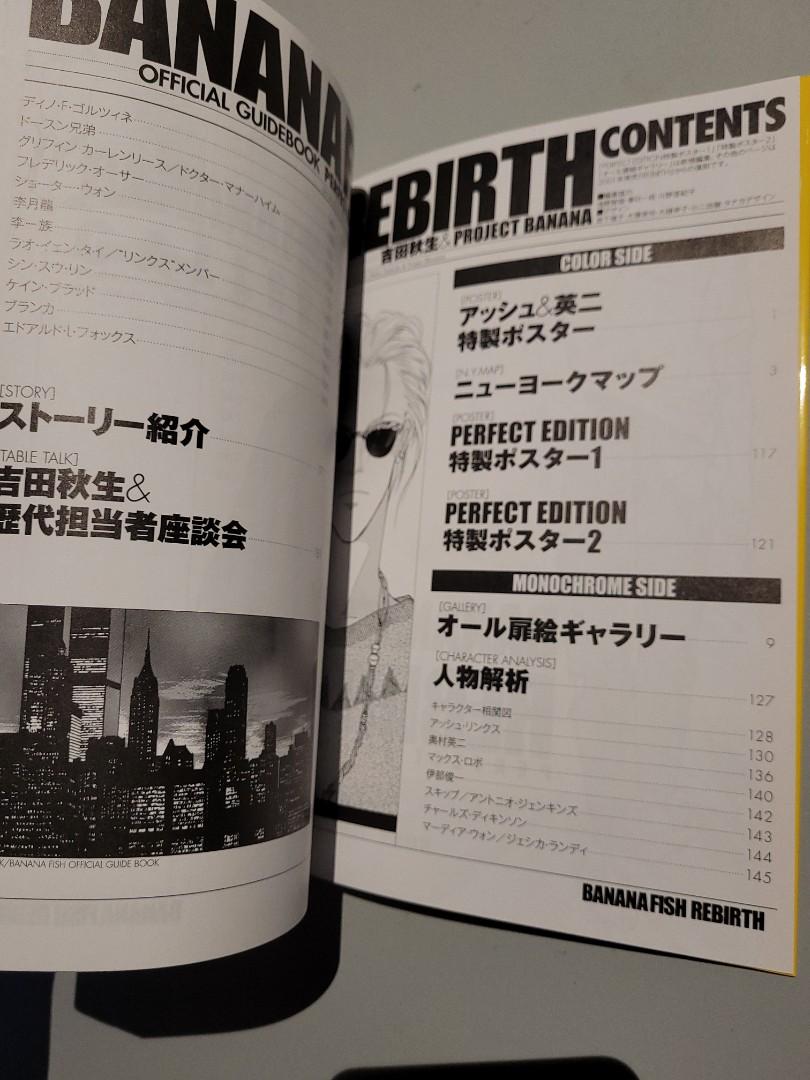 BANANA
OFFICIAL GUIDEBOOK
ディノ・F・ゴルツィネ
ドースン兄弟
グリフィン・カーレンリース／ドクター・マナーハイム
フレデリック・オーサー
ショーター・ウォン
李月龍
李一族
ラオ・イェン・タイ／"リンクス"メンバー
シン・スウ・リン
ケイン・ブラッド
ブランカ
エドアルド・L・フォックス
[STORY]
ストーリー紹介
TABLE TALK]
吉田秋生&
歴代担当者座談会
/BANANA FISH OFFICIAL GUIDE BOOK
REBIRTH
CONTENTS
吉田秋生&PROJECT BANANA
COLOR SIDE
[POSTER]
アッシュ&英二
特製ポスター 1
[N.Y.MAP]
ニューヨークマップ 3
[POSTER]
PERFECT EDITION
特製ポスター1 117
[POSTER]
PERFECT EDITION
特製ポスター2 121
MONOCHROME SIDE
[GALLERY]
オール扉絵ギャラリー 9
[CHARACTER ANALYSIS]
人物解析 127
キャラクター相関図 128
アッシュ・リンクス 130
奥村英二 136
マックス・ロボ 140
伊部俊一 142
スキップ／アントニオ・ジェンキンズ 143
チャールズ・ディキンソン 144
マーディア・ウォン／ジェシカ・ランディ 145
BANANA FISH REBIRTH